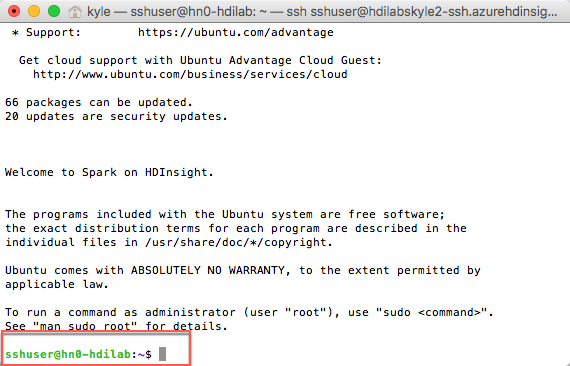 kyle — sshuser@hn0-hdilab: ~ — ssh sshuser@hdilabskyle2-ssh.azurehdinsig...
* Support:        https://ubuntu.com/advantage
Get cloud support with Ubuntu Advantage Cloud Guest:
http://www.ubuntu.com/business/services/cloud
66 packages can be updated.
20 updates are security updates.
Welcome to Spark on HDInsight.
The programs included with the Ubuntu system are free software;
the exact distribution terms for each program are described in the
individual files in /usr/share/doc/*/copyright.
Ubuntu comes with ABSOLUTELY NO WARRANTY, to the extent permitted by
applicable law.
To run a command as administrator (user "root"), use "sudo <command>".
See "man sudo_root" for details.
sshuser@hn0-hdilab:~$